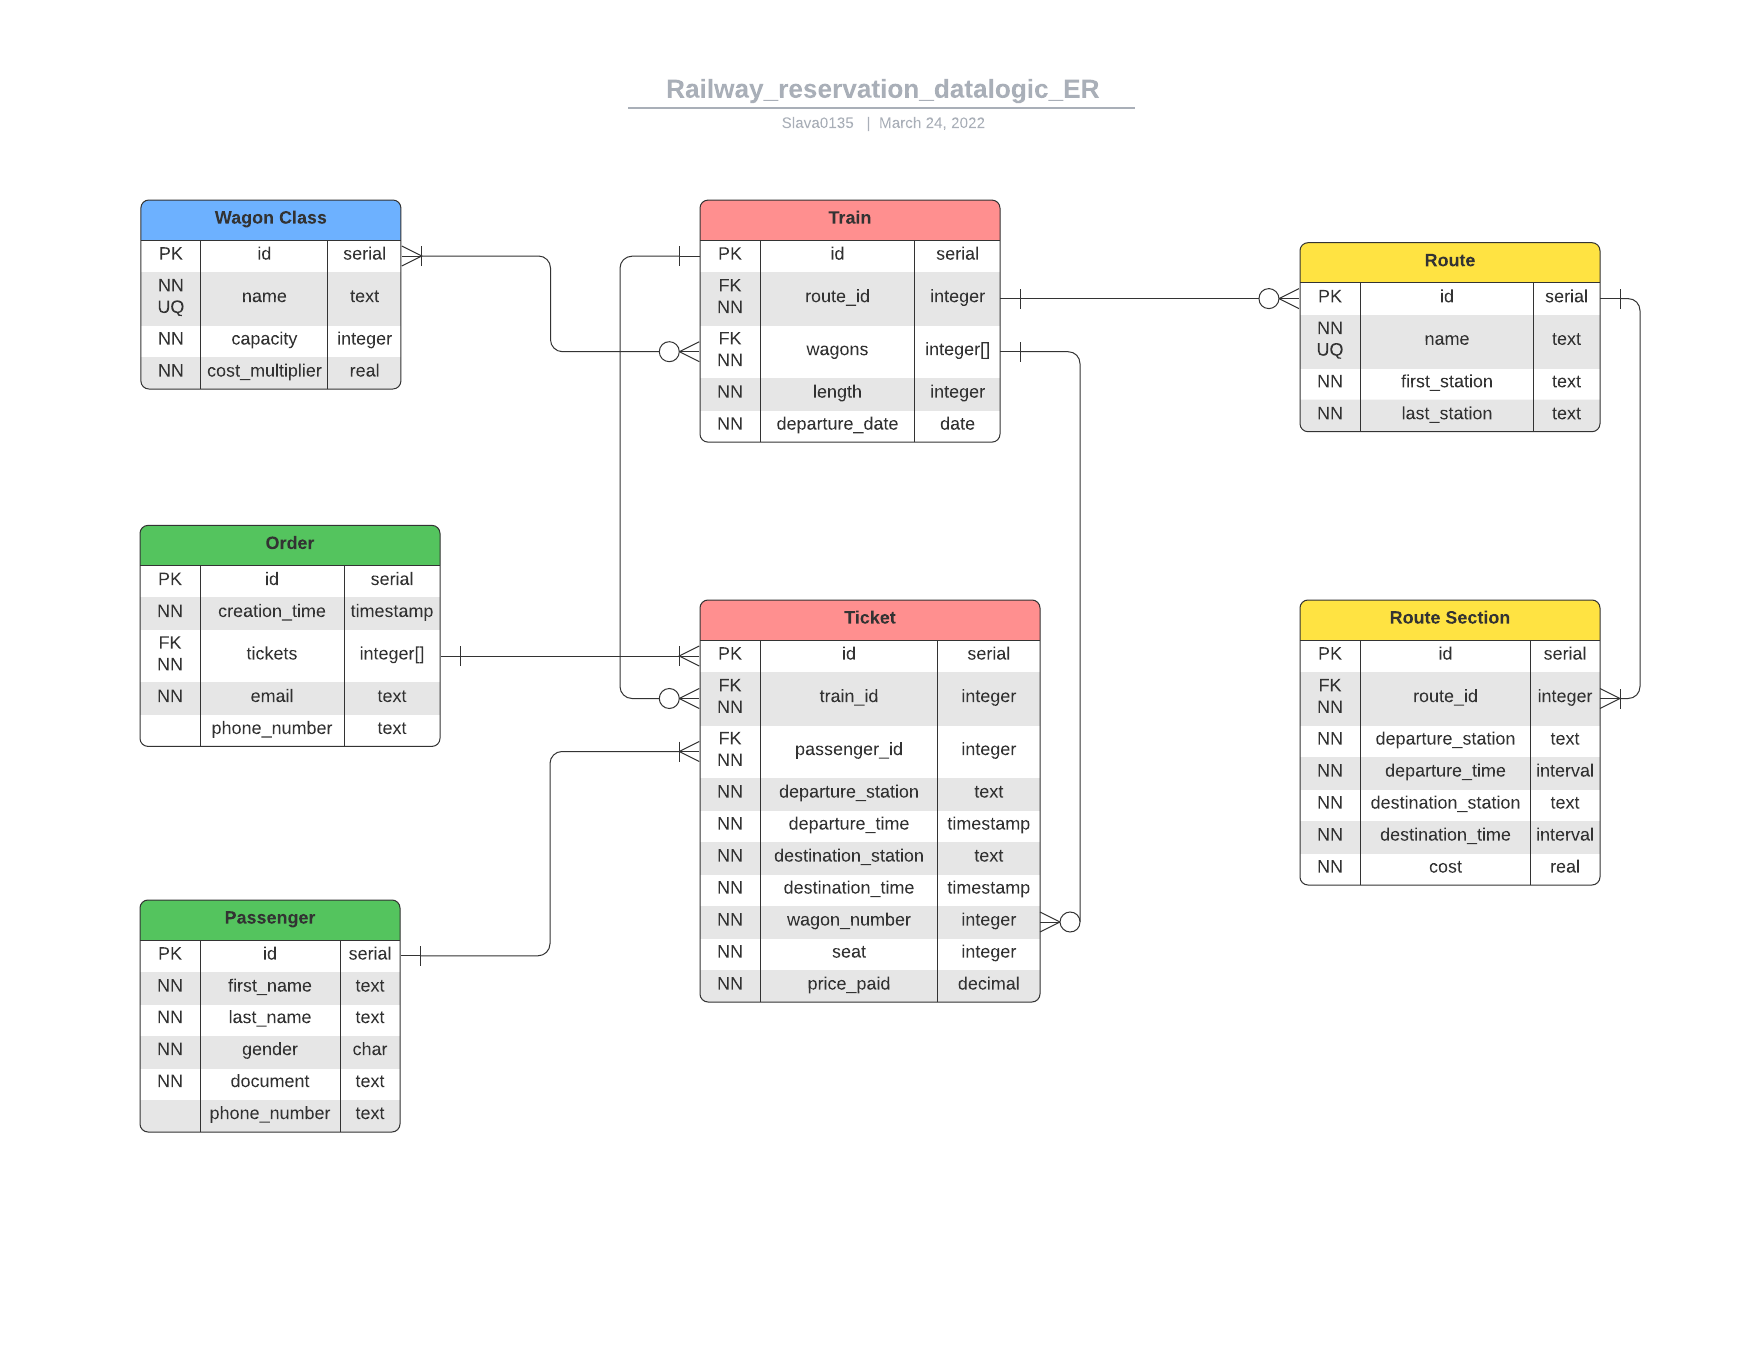 Railway_reservation_datalogic_ER
Slava0135 | March 24, 2022
Wagon Class
PK id serial
NN UQ name text
NN capacity integer
NN cost_multiplier real
Train
PK id serial
FK NN route_id integer
FK NN wagons integer[]
NN length integer
NN departure_date date
Route
PK id serial
NN UQ name text
NN first_station text
NN last_station text
Order
PK id serial
NN creation_time timestamp
FK NN tickets integer[]
NN email text
phone_number text
Ticket
PK id serial
FK NN train_id integer
FK NN passenger_id integer
NN departure_station text
NN departure_time timestamp
NN destination_station text
NN destination_time timestamp
NN wagon_number integer
NN seat integer
NN price_paid decimal
Route Section
PK id serial
FK NN route_id integer
NN departure_station text
NN departure_time interval
NN destination_station text
NN destination_time interval
NN cost real
Passenger
PK id serial
NN first_name text
NN last_name text
NN gender char
NN document text
phone_number text